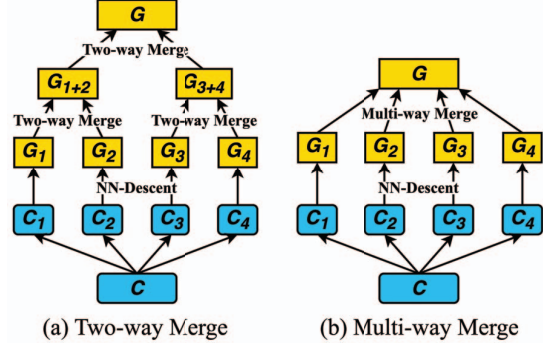 G
Two-way Merge
G1+2 G3+4
Two-way Merge Two-way Merge
G1 G2 G3 G4
NN-Descent
C1 C2 C3 C4
C
(a) Two-way Merge
G
Multi-way Merge
G1 G2 G3 G4
NN-Descent
C1 C2 C3 C4
C
(b) Multi-way Merge